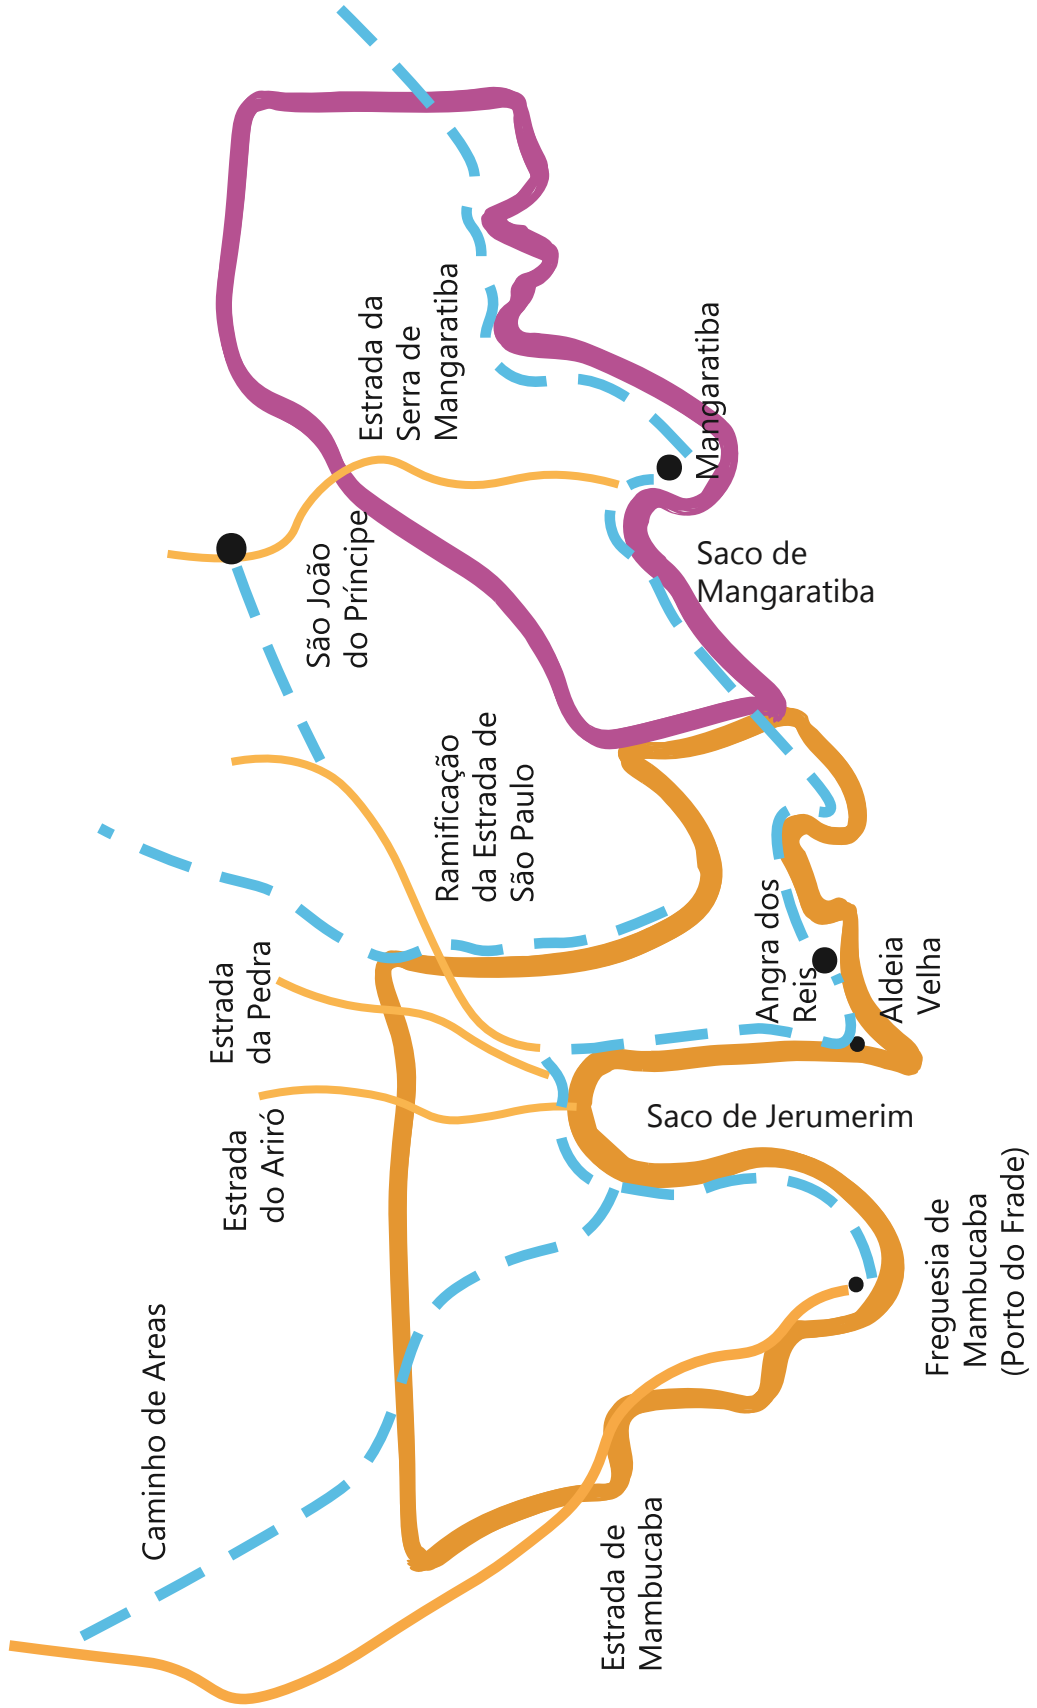 Estrada da
Serra de
Mangaratiba
Mangaratiba
São João
do Príncipe
Saco de
Mangaratiba
Ramificação
da Estrada de
São Paulo
Estrada
da Pedra
Angra dos
Reis
Aldeia
Velha
Estrada
do Ariró
Saco de Jerumerim
Freguesia de
Mambucaba
(Porto do Frade)
Caminho de Areas
Estrada de
Mambucaba